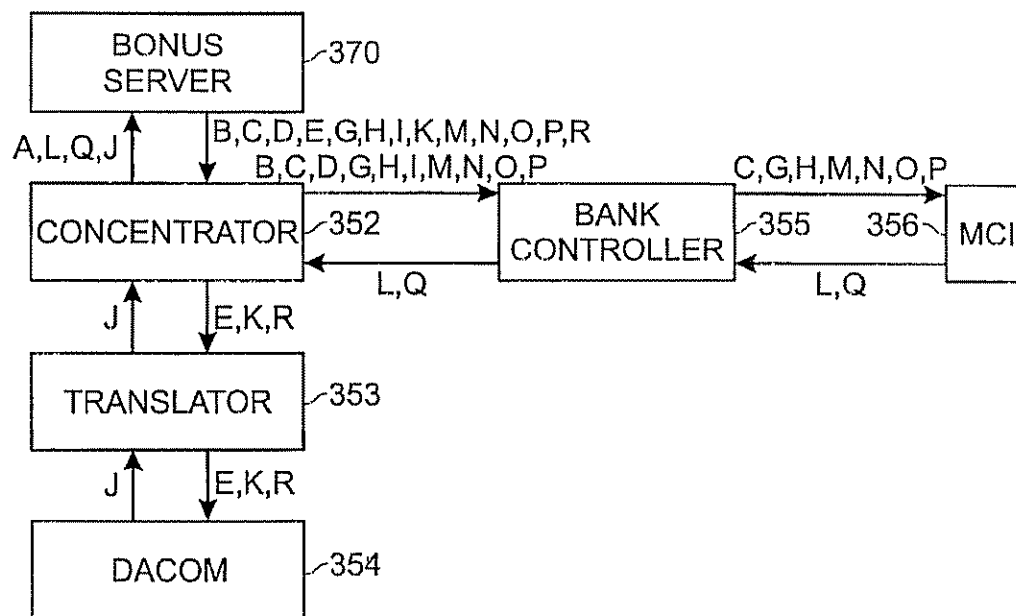 BONUS
SERVER
370
A,L,Q,J
B,C,D,E,G,H,I,K,M,N,O,P,R
B,C,D,G,H,I,M,N,O,P
C,G,H,M,N,O,P
CONCENTRATOR
352
BANK
CONTROLLER
355
356
MCI
L,Q
L,Q
J
E,K,R
TRANSLATOR
353
J
E,K,R
DACOM
354